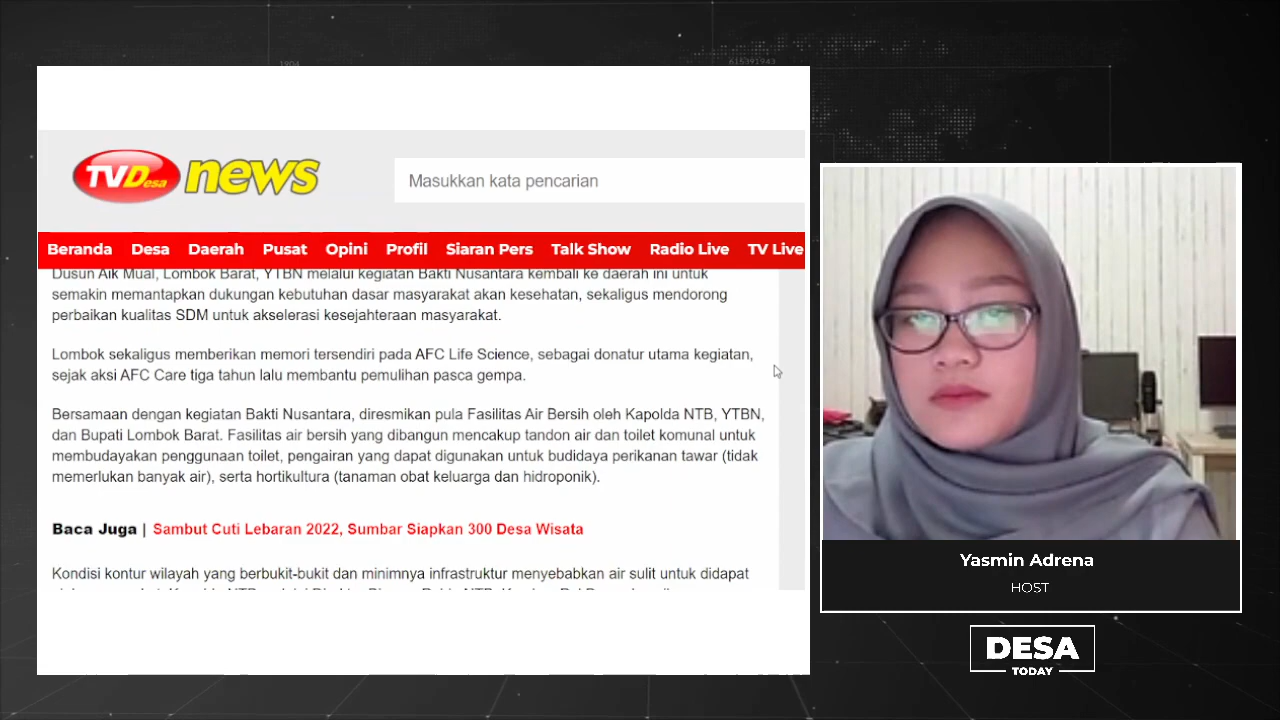 1904
615391943
TVDesa news
Masukkan kata pencarian
Beranda Desa Daerah Pusat Opini Profil Siaran Pers Talk Show Radio Live TV Live
Dusun Aik Mual, Lombok Barat, YTBN melalui kegiatan Bakti Nusantara kembali ke daerah ini untuk
semakin memantapkan dukungan kebutuhan dasar masyarakat akan kesehatan, sekaligus mendorong
perbaikan kualitas SDM untuk akselerasi kesejahteraan masyarakat.
Lombok sekaligus memberikan memori tersendiri pada AFC Life Science, sebagai donatur utama kegiatan,
sejak aksi AFC Care tiga tahun lalu membantu pemulihan pasca gempa.
Bersamaan dengan kegiatan Bakti Nusantara, diresmikan pula Fasilitas Air Bersih oleh Kapolda NTB, YTBN,
dan Bupati Lombok Barat. Fasilitas air bersih yang dibangun mencakup tandon air dan toilet komunal untuk
membudayakan penggunaan toilet, pengairan yang dapat digunakan untuk budidaya perikanan tawar (tidak
memerlukan banyak air), serta hortikultura (tanaman obat keluarga dan hidroponik).
Baca Juga | Sambut Cuti Lebaran 2022, Sumbar Siapkan 300 Desa Wisata
Kondisi kontur wilayah yang berbukit-bukit dan minimnya infrastruktur menyebabkan air sulit untuk didapat
Yasmin Adrena
HOST
DESA
TODAY